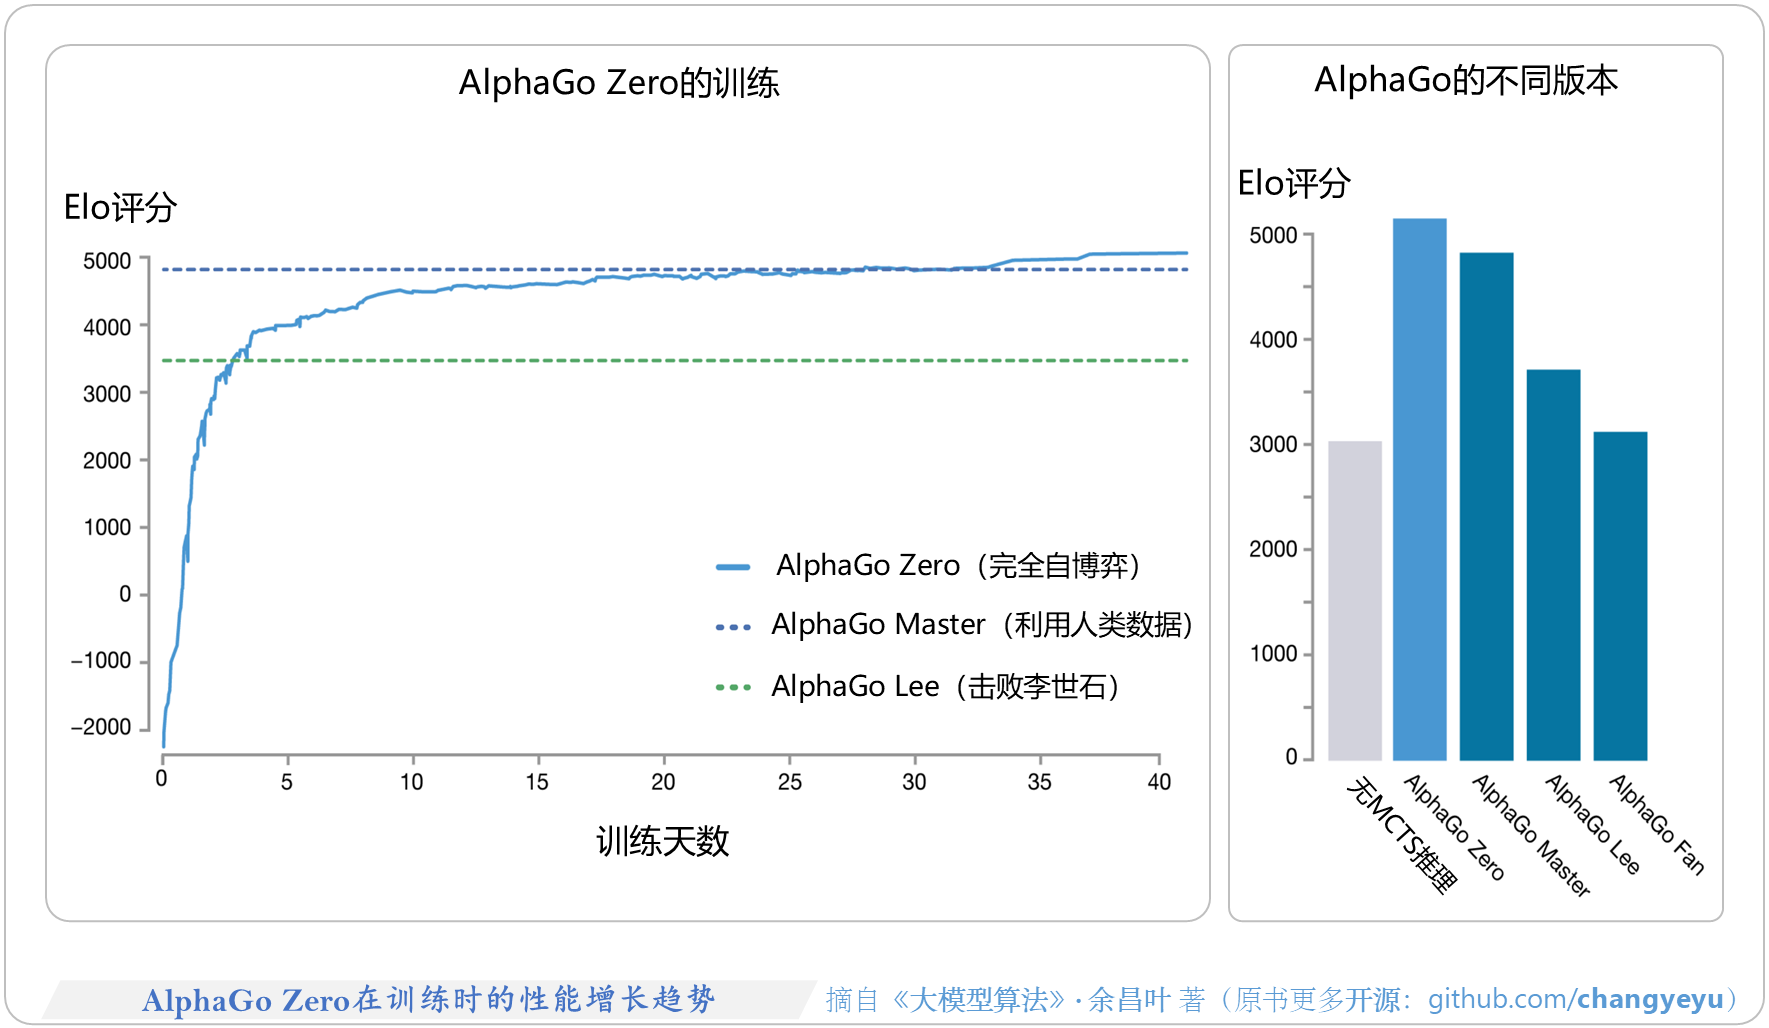 AlphaGo Zero的训练
Elo评分
5000
4000
3000
2000
1000
0
−1000
−2000
0 5 10 15 20 25 30 35 40
训练天数
AlphaGo Zero（完全自博弈）
AlphaGo Master（利用人类数据）
AlphaGo Lee（击败李世石）
AlphaGo的不同版本
Elo评分
5000
4000
3000
2000
1000
0
无MCTS推理
AlphaGo Zero
AlphaGo Master
AlphaGo Lee
AlphaGo Fan
AlphaGo Zero在训练时的性能增长趋势
摘自《大模型算法》·余昌叶 著（原书更多开源：github.com/changyeyu）